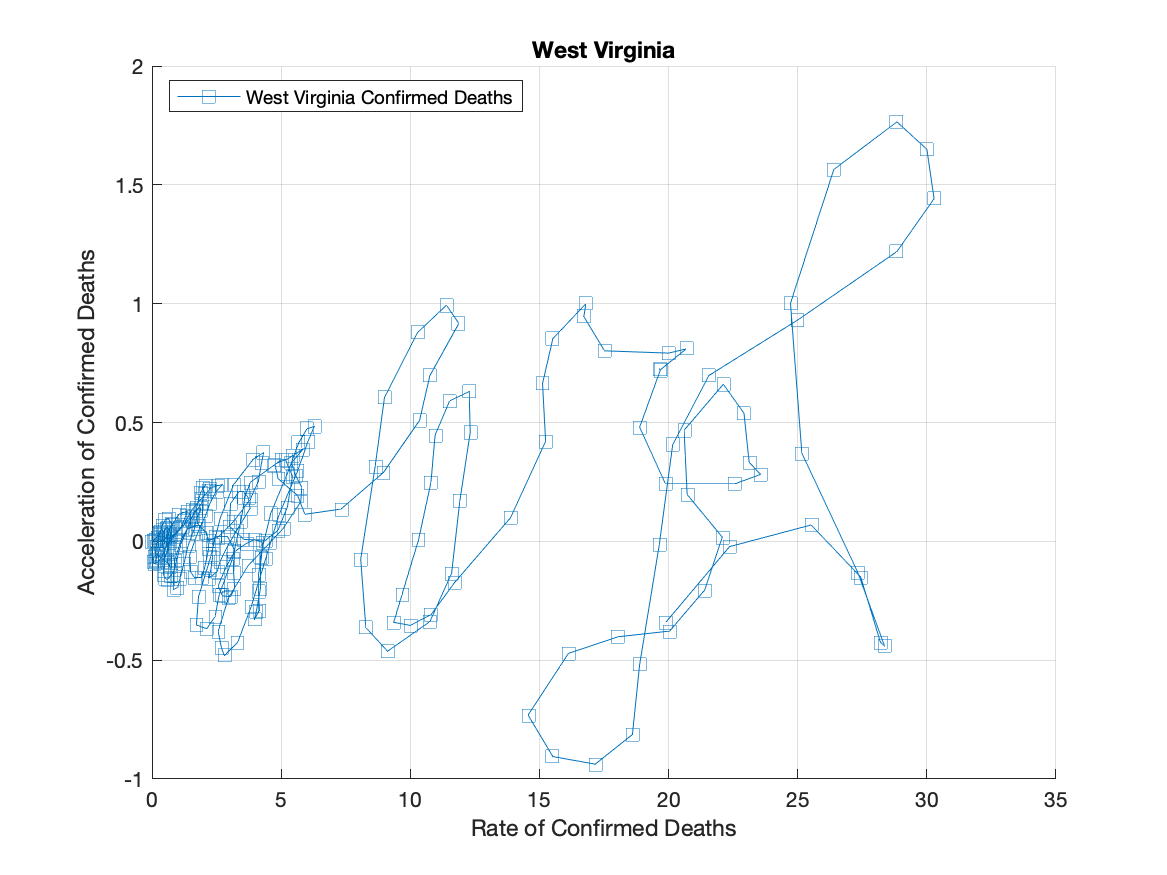 West Virginia
West Virginia Confirmed Deaths
Acceleration of Confirmed Deaths
2
1.5
1
0.5
0
-0.5
-1
0 5 10 15 20 25 30 35
Rate of Confirmed Deaths